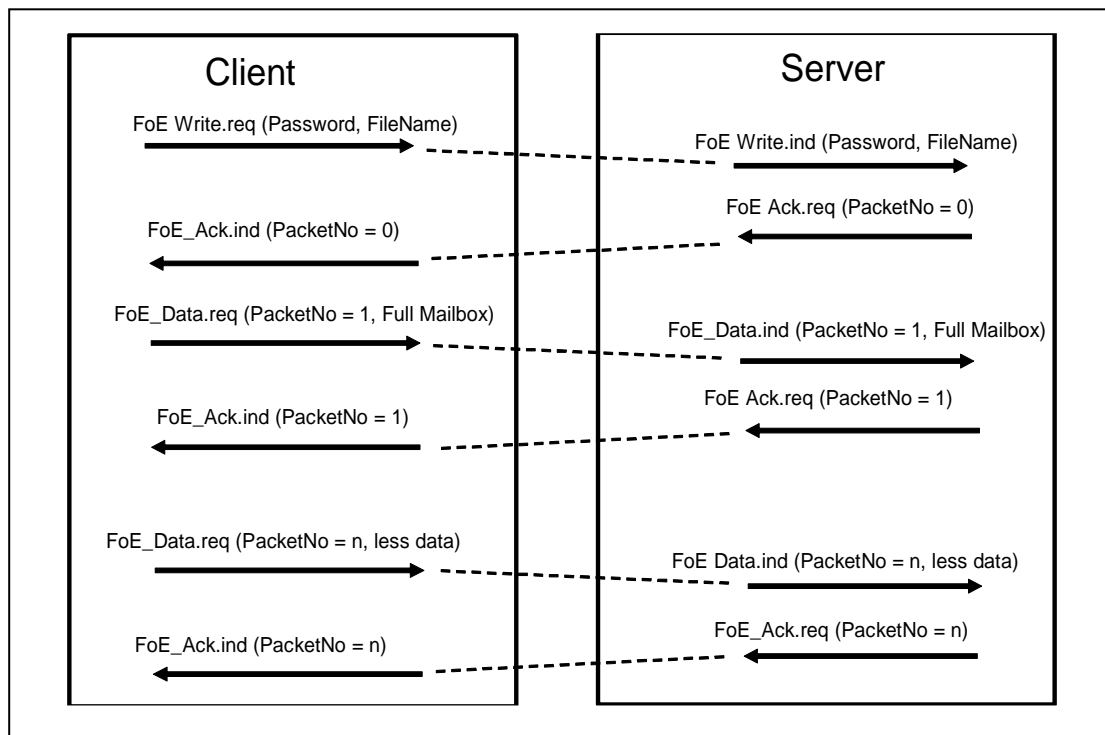 Client
Server
FoE Write.req (Password, FileName)
FoE Write.ind (Password, FileName)
FoE Ack.req (PacketNo = 0)
FoE_Ack.ind (PacketNo = 0)
FoE_Data.req (PacketNo = 1, Full Mailbox)
FoE_Data.ind (PacketNo = 1, Full Mailbox)
FoE Ack.req (PacketNo = 1)
FoE_Ack.ind (PacketNo = 1)
FoE_Data.req (PacketNo = n, less data)
FoE Data.ind (PacketNo = n, less data)
FoE_Ack.req (PacketNo = n)
FoE_Ack.ind (PacketNo = n)